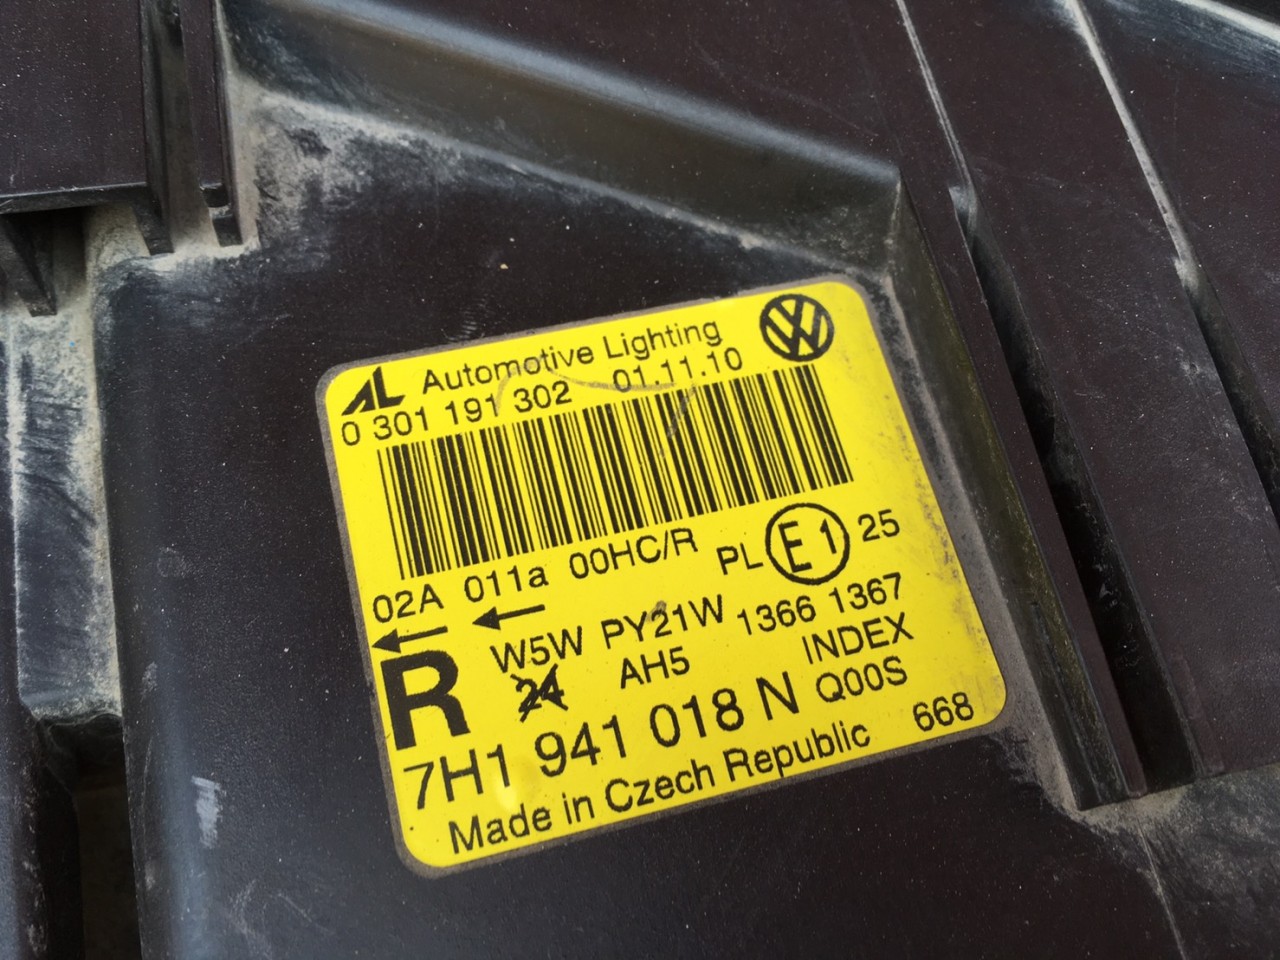 AL Automotive Lighting
0 301 191 302 01.11.10
02A 011a 00HC/R PL E1 25
W5W PY21W 1366 1367
R 24 AH5 INDEX
7H1 941 018 N Q00S
Made in Czech Republic 668